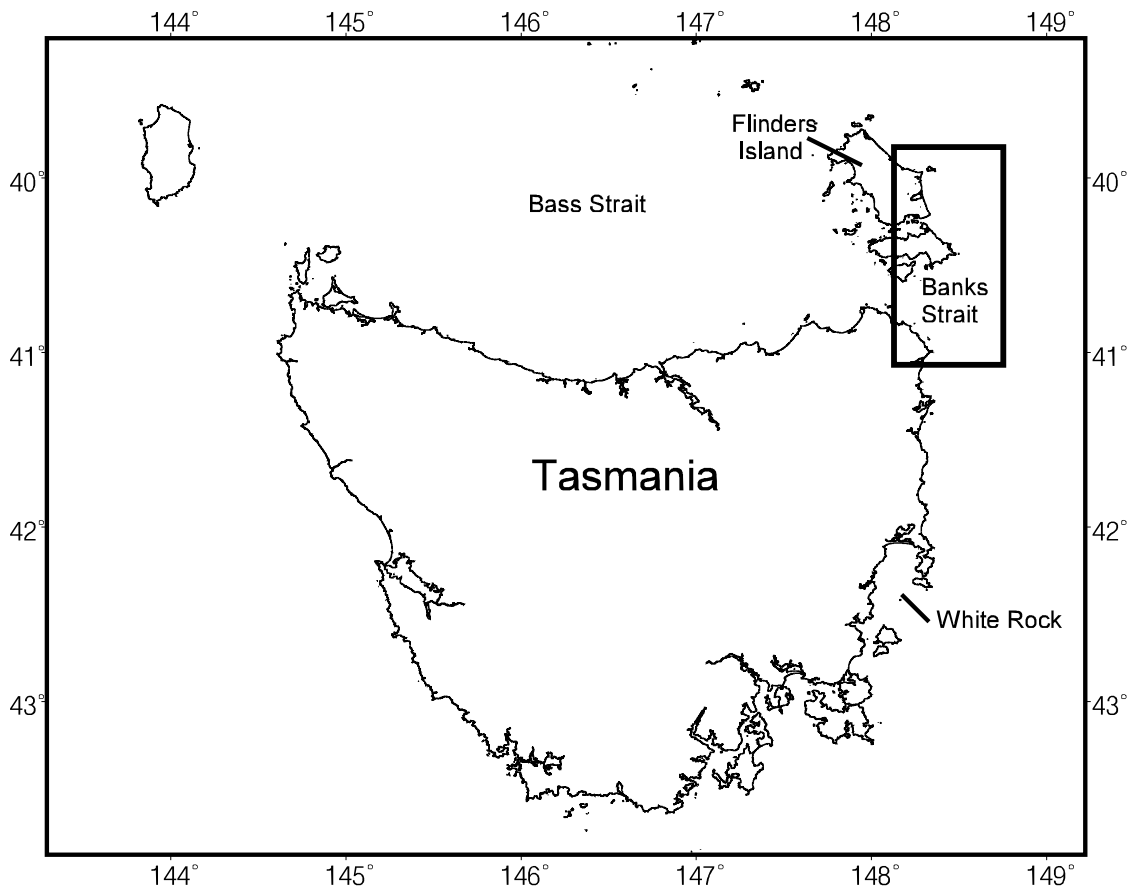 144° 145° 146° 147° 148° 149°
Flinders
Island
40° 40°
Bass Strait
Banks
Strait
41° 41°
Tasmania
42° 42°
White Rock
43° 43°
144° 145° 146° 147° 148° 149°